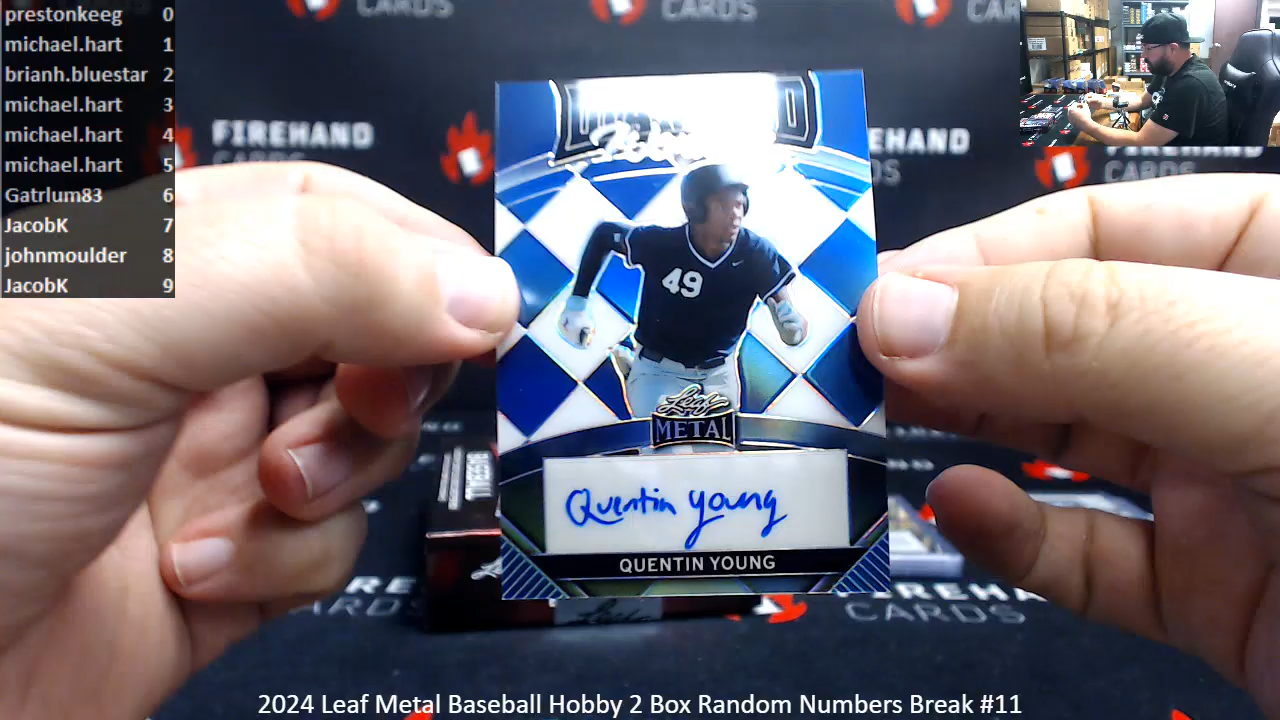 prestonkeeg 0
michael.hart 1
brianh.bluestar 2
michael.hart 3
michael.hart 4
michael.hart 5
Gatrlum83 6
JacobK 7
johnmoulder 8
JacobK 9
FIREHAND
CARDS
CARDS
49
Leaf
METAL
Quentin Young
QUENTIN YOUNG
FIREHAND
CARDS
2024 Leaf Metal Baseball Hobby 2 Box Random Numbers Break #11